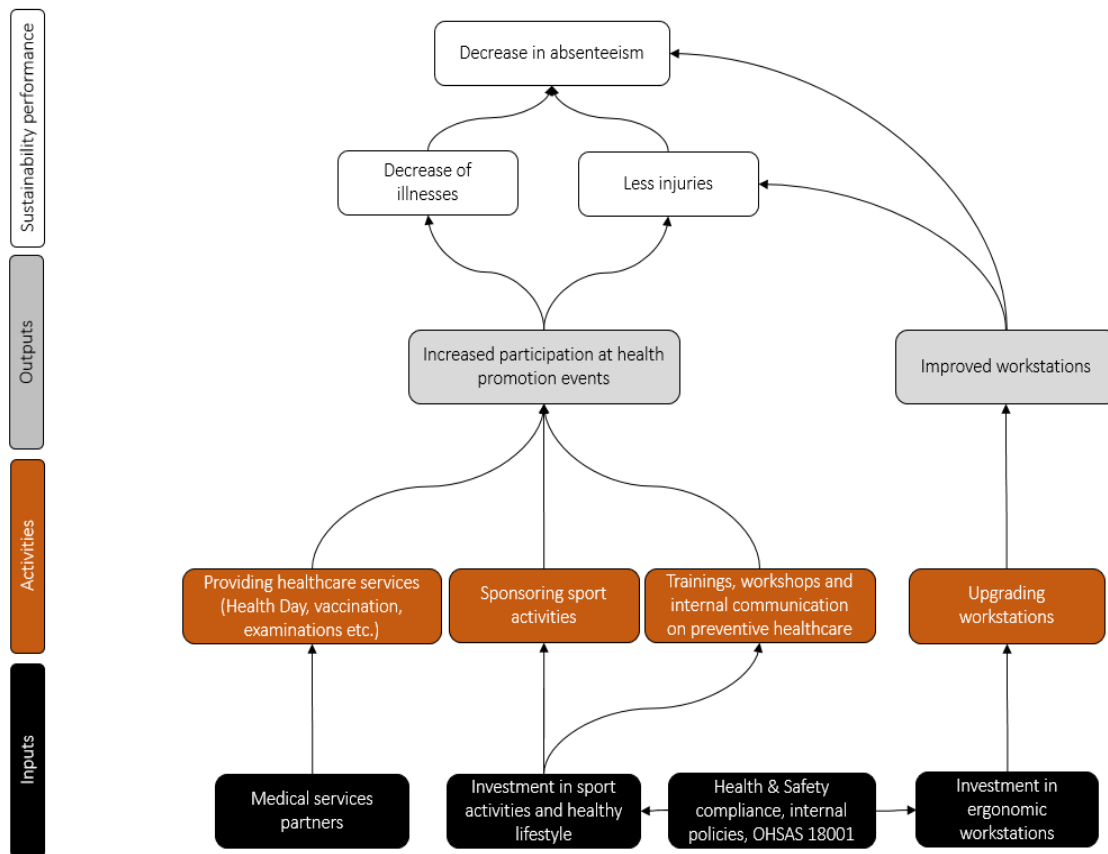 Sustainability performance
Decrease in absenteeism
Decrease of
illnesses
Less injuries
Outputs
Increased participation at health
promotion events
Improved workstations
Activities
Providing healthcare services
(Health Day, vaccination,
examinations etc.)
Sponsoring sport
activities
Trainings, workshops and
internal communication
on preventive healthcare
Upgrading
workstations
Inputs
Medical services
partners
Investment in sport
activities and healthy
lifestyle
Health & Safety
compliance, internal
policies, OHSAS 18001
Investment in
ergonomic
workstations